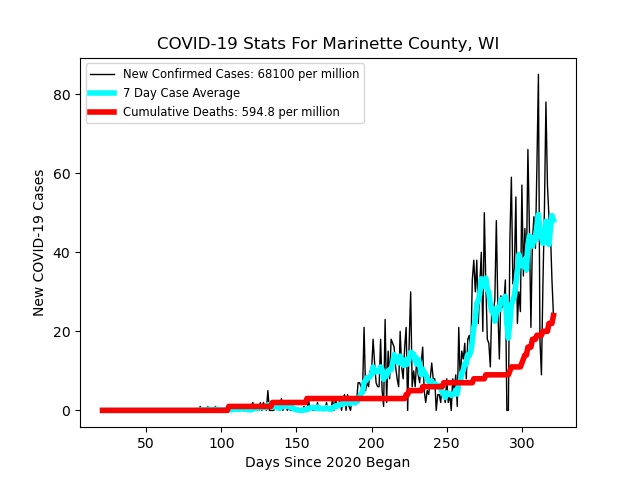 COVID-19 Stats For Marinette County, WI
New Confirmed Cases: 68100 per million
7 Day Case Average
Cumulative Deaths: 594.8 per million
New COVID-19 Cases
80
60
40
20
0
50 100 150 200 250 300
Days Since 2020 Began